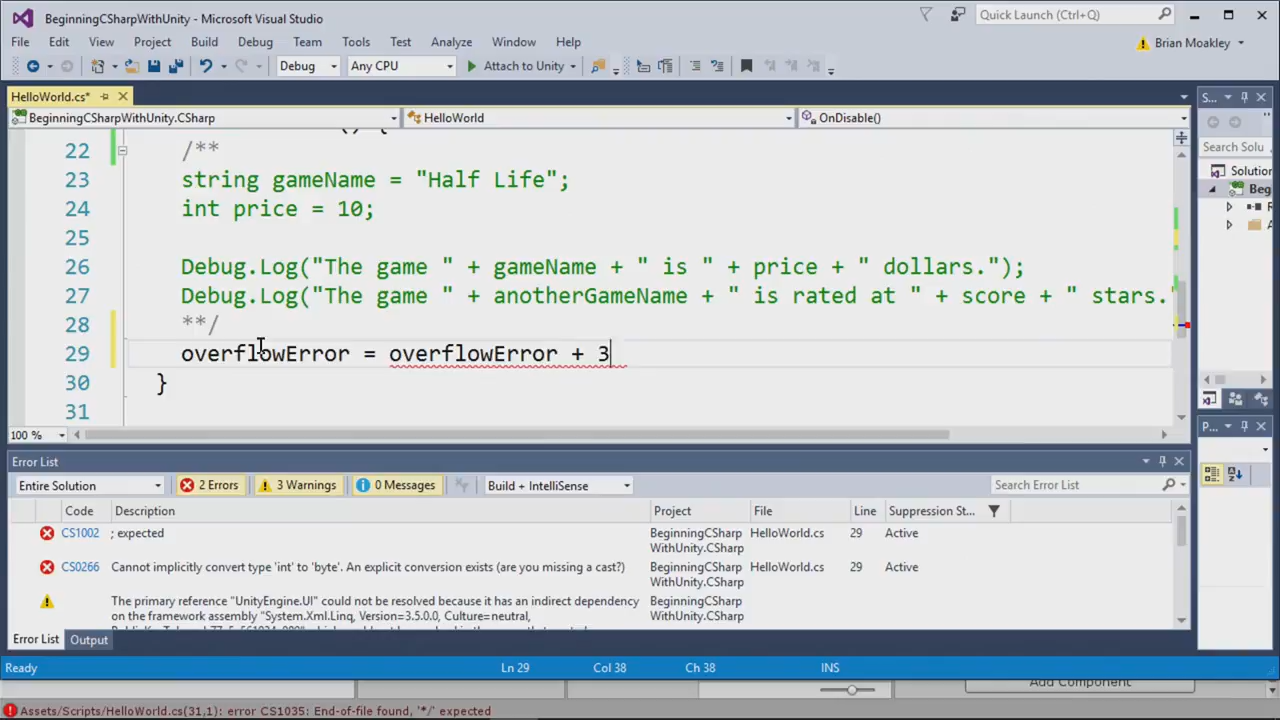 BeginningCSharpWithUnity - Microsoft Visual Studio
Quick Launch (Ctrl+Q)
File Edit View Project Build Debug Team Tools Test Analyze Window Help
Brian Moakley
Debug Any CPU Attach to Unity
HelloWorld.cs*
S...
BeginningCSharpWithUnity.CSharp HelloWorld OnDisable()
() {
22 /**
23 string gameName = "Half Life";
24 int price = 10;
25
26 Debug.Log("The game " + gameName + " is " + price + " dollars.");
27 Debug.Log("The game " + anotherGameName + " is rated at " + score + " stars.
28 **/
29 overflowError = overflowError + 3
30 }
31
Search Solu
Solution
Beg
R
A
100 %
P...
Error List
Entire Solution 2 Errors 3 Warnings 0 Messages Build + IntelliSense Search Error List
Code Description Project File Line Suppression St...
CS1002 ; expected BeginningCSharp HelloWorld.cs 29 Active
WithUnity.CSharp
CS0266 Cannot implicitly convert type 'int' to 'byte'. An explicit conversion exists (are you missing a cast?) BeginningCSharp HelloWorld.cs 29 Active
WithUnity.CSharp
The primary reference "UnityEngine.UI" could not be resolved because it has an indirect dependency BeginningCSharp
on the framework assembly "System.Xml.Linq, Version=3.5.0.0, Culture=neutral, WithUnity.CSharp
Error List Output
Ready Ln 29 Col 38 Ch 38 INS
Add Component
Assets/Scripts/HelloWorld.cs(31,1): error CS1035: End-of-file found, '*/' expected